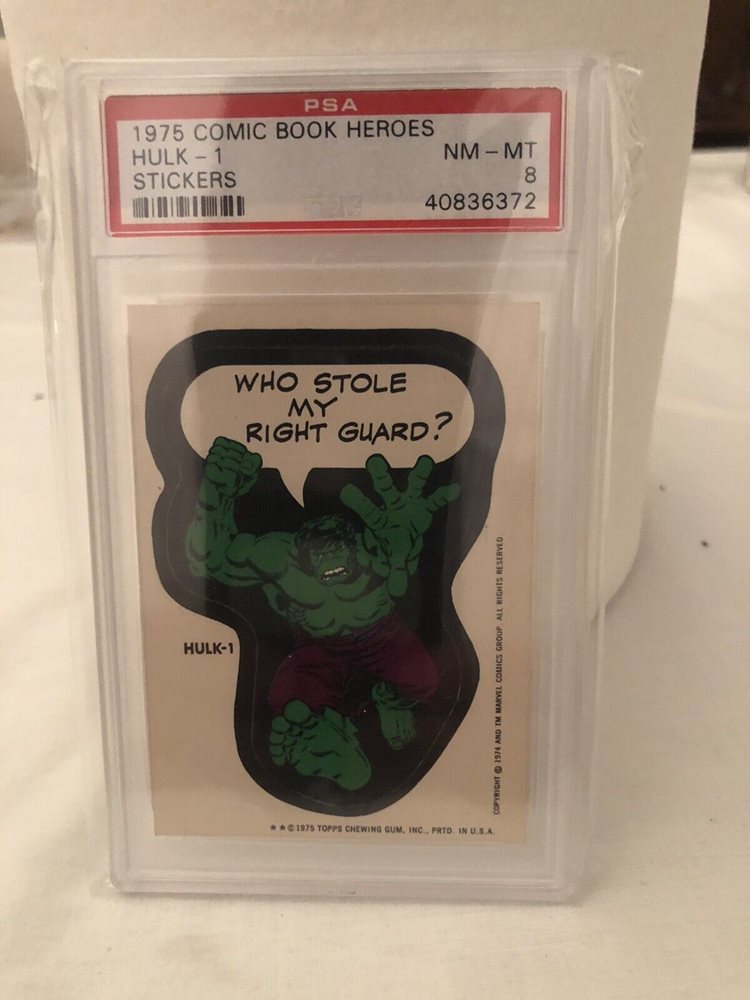 PSA
1975 COMIC BOOK HEROES
HULK - 1
NM - MT
STICKERS
8
40836372
WHO STOLE
MY
RIGHT GUARD?
HULK-1
COPYRIGHT © 1974 AND TM MARVEL COMICS GROUP. ALL RIGHTS RESERVED
★★©1975 TOPPS CHEWING GUM, INC., PRTD. IN U.S.A.